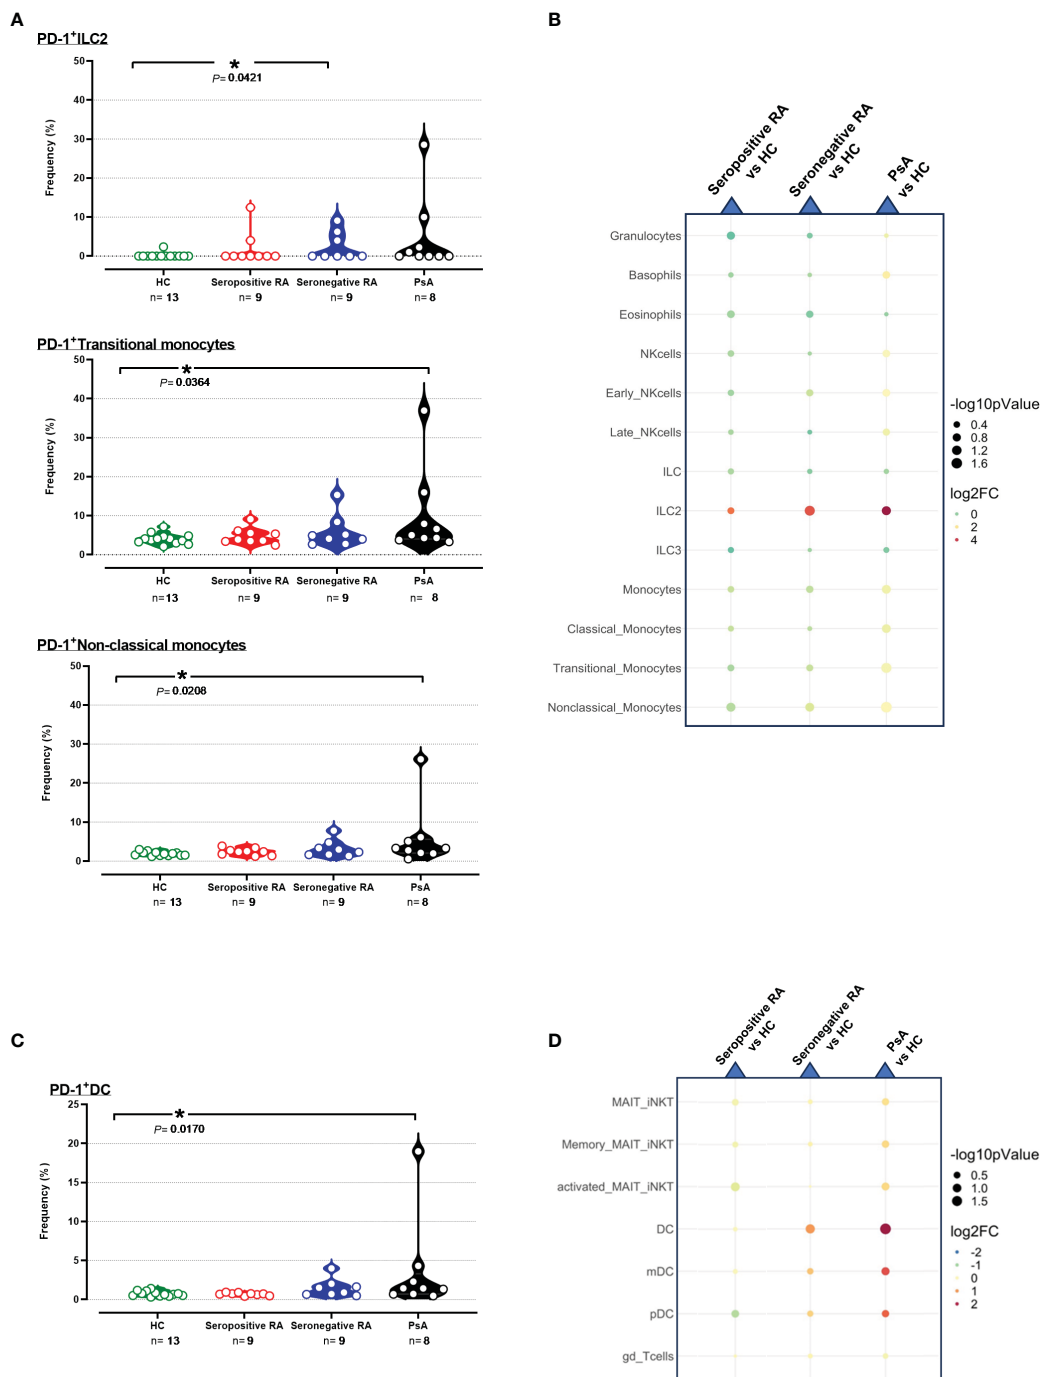 A
PD-1+ILC2
50
40
30
20
10
0
Frequency (%)
*
P= 0.0421
HC
Seropositive RA
Seronegative RA
PsA
n= 13
n= 9
n= 9
n= 8
PD-1+Transitional monocytes
50
40
30
20
10
0
Frequency (%)
*
P= 0.0364
HC
Seropositive RA
Seronegative RA
PsA
n= 13
n= 9
n= 9
n= 8
PD-1+Non-classical monocytes
50
40
30
20
10
0
Frequency (%)
*
P= 0.0208
HC
Seropositive RA
Seronegative RA
PsA
n= 13
n= 9
n= 9
n= 8
B
Seropositive RA
vs HC
Seronegative RA
vs HC
PsA
vs HC
Granulocytes
Basophils
Eosinophils
NKcells
Early_NKcells
Late_NKcells
ILC
ILC2
ILC3
Monocytes
Classical_Monocytes
Transitional_Monocytes
Nonclassical_Monocytes
-log10pValue
0.4
0.8
1.2
1.6
log2FC
0
2
4
C
PD-1+DC
25
20
15
10
5
0
Frequency (%)
*
P= 0.0170
HC
Seropositive RA
Seronegative RA
PsA
n= 13
n= 9
n= 9
n= 8
D
Seropositive RA
vs HC
Seronegative RA
vs HC
PsA
vs HC
MAIT_iNKT
Memory_MAIT_iNKT
activated_MAIT_iNKT
DC
mDC
pDC
gd_Tcells
-log10pValue
0.5
1.0
1.5
log2FC
-2
-1
0
1
2